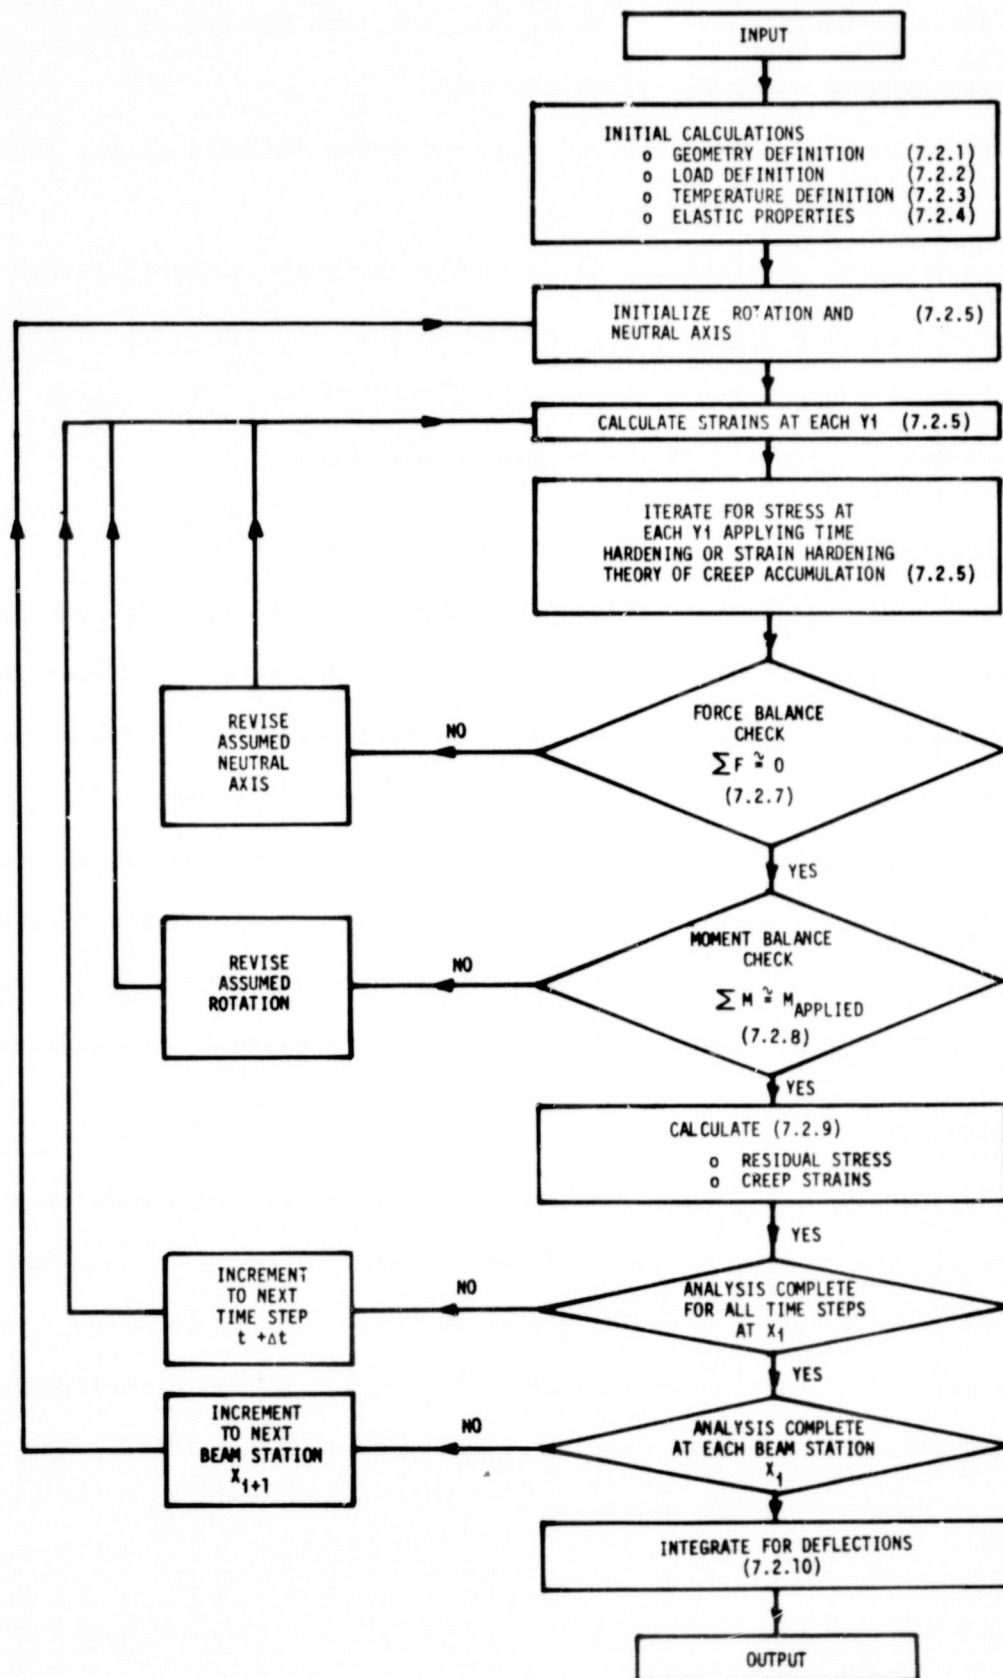 INPUT
INITIAL CALCULATIONS
o GEOMETRY DEFINITION (7.2.1)
o LOAD DEFINITION (7.2.2)
o TEMPERATURE DEFINITION (7.2.3)
o ELASTIC PROPERTIES (7.2.4)
INITIALIZE ROTATION AND (7.2.5)
NEUTRAL AXIS
CALCULATE STRAINS AT EACH Y1 (7.2.5)
ITERATE FOR STRESS AT
EACH Y1 APPLYING TIME
HARDENING OR STRAIN HARDENING
THEORY OF CREEP ACCUMULATION (7.2.5)
FORCE BALANCE
CHECK
∑ F ≅ 0
(7.2.7)
NO
REVISE
ASSUMED
NEUTRAL
AXIS
YES
MOMENT BALANCE
CHECK
∑ M ≅ M_APPLIED
(7.2.8)
NO
REVISE
ASSUMED
ROTATION
YES
CALCULATE (7.2.9)
o RESIDUAL STRESS
o CREEP STRAINS
YES
ANALYSIS COMPLETE
FOR ALL TIME STEPS
AT X₁
NO
INCREMENT
TO NEXT
TIME STEP
t +Δt
YES
ANALYSIS COMPLETE
AT EACH BEAM STATION
X₁
NO
INCREMENT
TO NEXT
BEAM STATION
X₁₊₁
INTEGRATE FOR DEFLECTIONS
(7.2.10)
OUTPUT